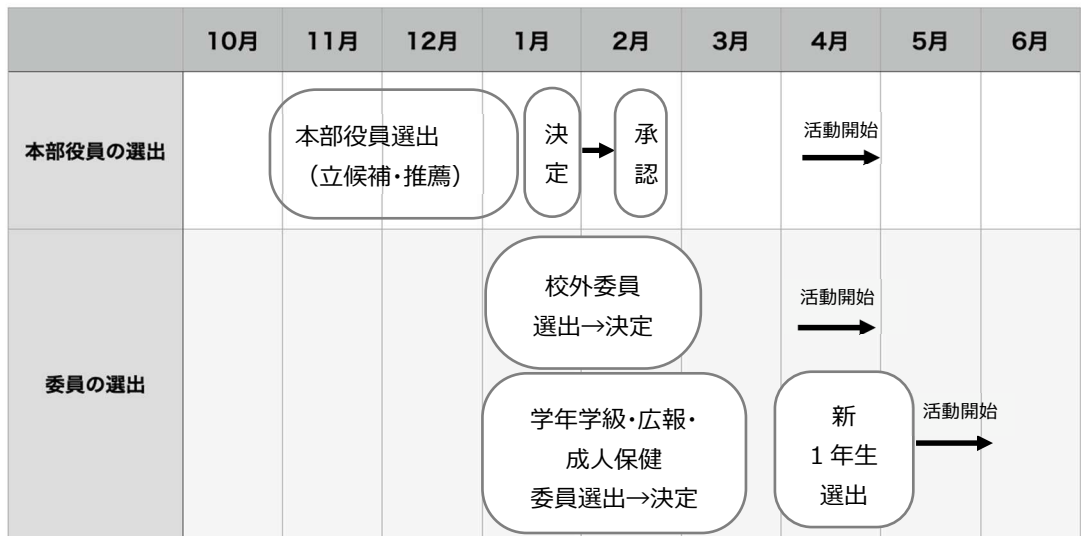 10月 11月 12月 1月 2月 3月 4月 5月 6月
本部役員の選出
本部役員選出
（立候補・推薦）
決
定
承
認
活動開始
委員の選出
校外委員
選出→決定
活動開始
学年学級・広報・
成人保健
委員選出→決定
新
1年生
選出
活動開始